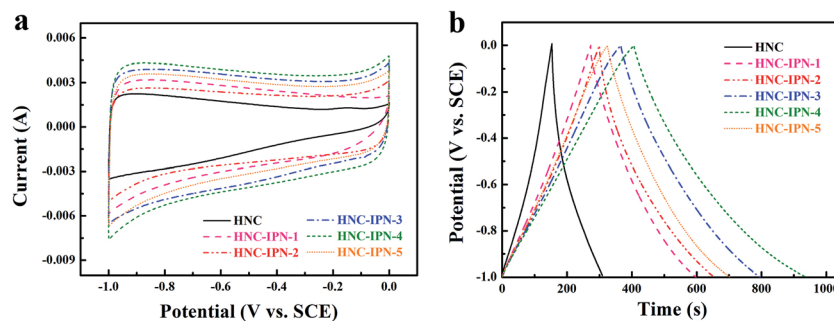 a
0.006
0.003
0.000
-0.003
-0.006
-0.009
Current (A)
HNC
HNC-IPN-1
HNC-IPN-2
HNC-IPN-3
HNC-IPN-4
HNC-IPN-5
-1.0 -0.8 -0.6 -0.4 -0.2 0.0
Potential (V vs. SCE)
b
0.0
-0.2
-0.4
-0.6
-0.8
-1.0
Potential (V vs. SCE)
HNC
HNC-IPN-1
HNC-IPN-2
HNC-IPN-3
HNC-IPN-4
HNC-IPN-5
0 200 400 600 800 1000
Time (s)